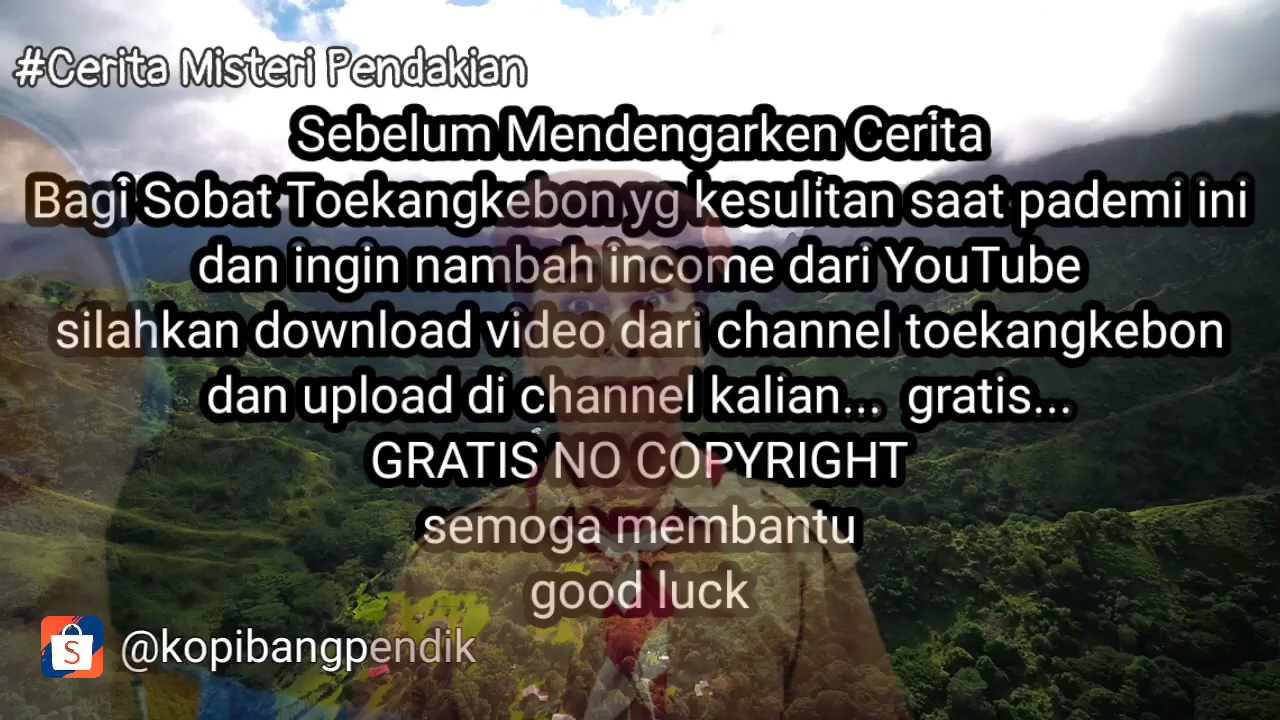 #Cerita Misteri Pendakian
Sebelum Mendengarken Cerita
Bagi Sobat Toekangkebon yg kesulitan saat pademi ini
dan ingin nambah income dari YouTube
silahkan download video dari channel toekangkebon
dan upload di channel kalian... gratis...
GRATIS NO COPYRIGHT
semoga membantu
good luck
S
@kopibangpendik